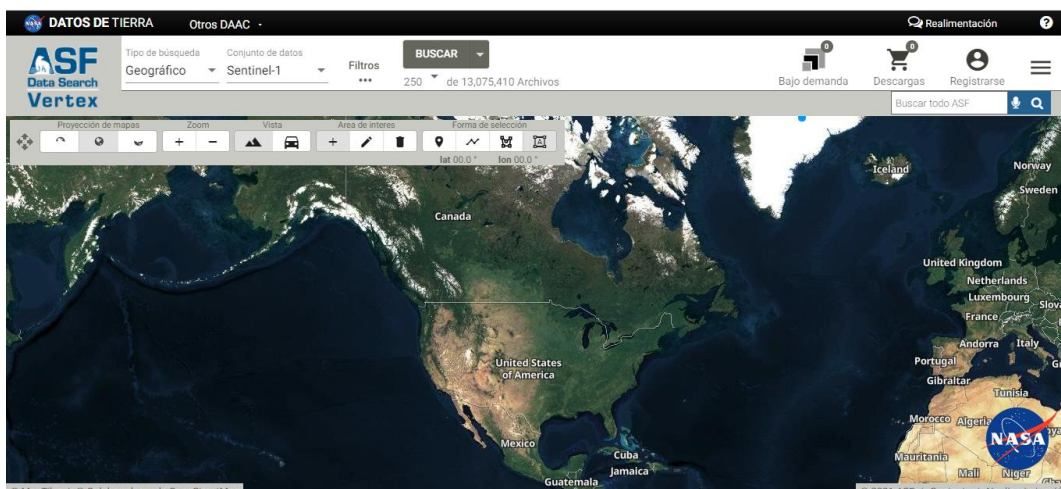 DATOS DE TIERRA
Otros DAAC
Realimentación
?
ASF
Data Search
Vertex
Tipo de búsqueda
Geográfico
Conjunto de datos
Sentinel-1
Filtros
BUSCAR
250 de 13,075,410 Archivos
0
Bajo demanda
0
Descargas
Registrarse
Buscar todo ASF
Proyección de mapas
Zoom
Vista
Area de interes
Forma de selección
lat 00.0 ° lon 00.0 °
Iceland
Norway
Sweden
Canada
United Kingdom
Netherlands
Luxembourg
France
Andorra
Italy
United States
of America
Portugal
Gibraltar
Tunisia
Morocco
Algeria
NASA
Mexico
Cuba
Jamaica
Guatemala
Mauritania
Mali
Niger